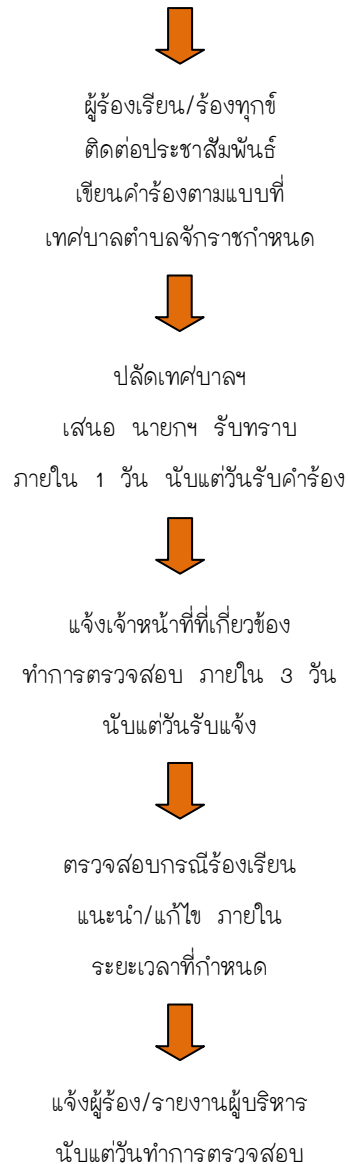 ผู้ร้องเรียน/ร้องทุกข์
ติดต่อประชาสัมพันธ์
เขียนคำร้องตามแบบที่
เทศบาลตำบลจักราชกำหนด
ปลัดเทศบาลฯ
เสนอ นายกฯ รับทราบ
ภายใน 1 วัน นับแต่วันรับคำร้อง
แจ้งเจ้าหน้าที่ที่เกี่ยวข้อง
ทำการตรวจสอบ ภายใน 3 วัน
นับแต่วันรับแจ้ง
ตรวจสอบกรณีร้องเรียน
แนะนำ/แก้ไข ภายใน
ระยะเวลาที่กำหนด
แจ้งผู้ร้อง/รายงานผู้บริหาร
นับแต่วันทำการตรวจสอบ